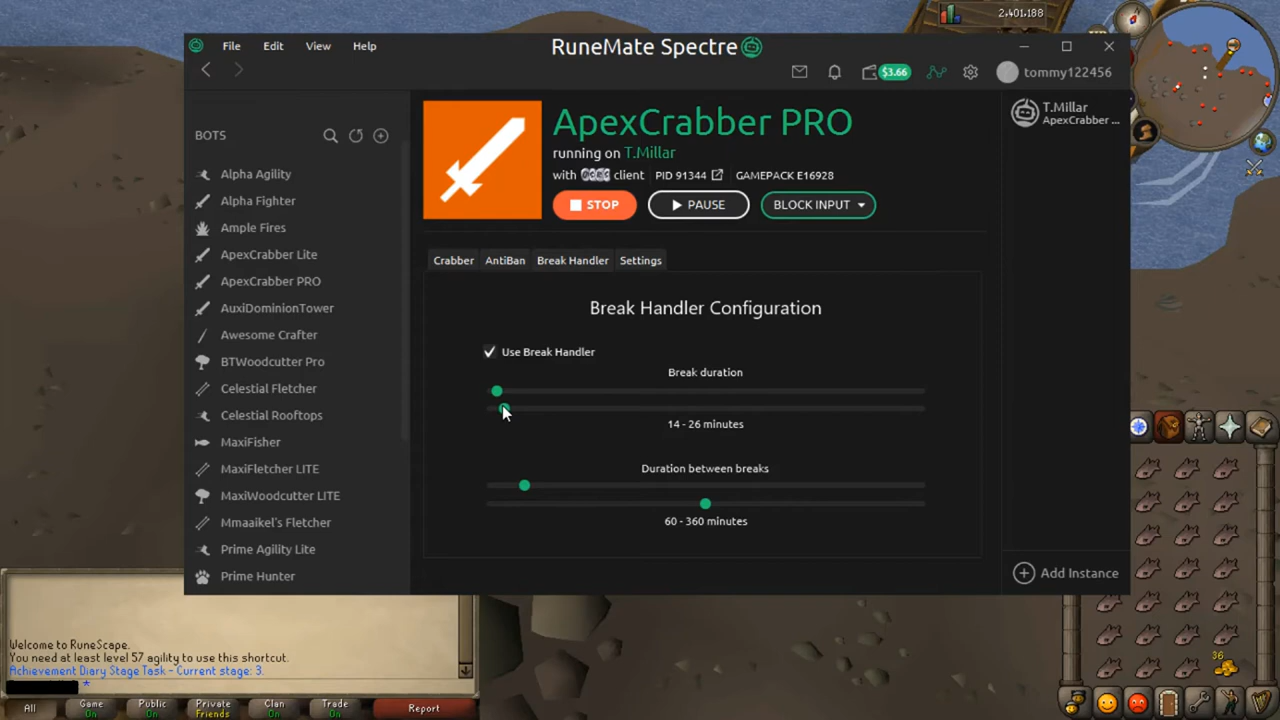 2,401,188
File Edit View Help
RuneMate Spectre
$3.66
tommy122456
BOTS
Alpha Agility
Alpha Fighter
Ample Fires
ApexCrabber Lite
ApexCrabber PRO
AuxiDominionTower
Awesome Crafter
BTWoodcutter Pro
Celestial Fletcher
Celestial Rooftops
MaxiFisher
MaxiFletcher LITE
MaxiWoodcutter LITE
Mmaaikel's Fletcher
Prime Agility Lite
Prime Hunter
ApexCrabber PRO
running on T.Millar
with client PID 91344 GAMEPACK E16928
STOP PAUSE BLOCK INPUT
Crabber AntiBan Break Handler Settings
Break Handler Configuration
Use Break Handler
Break duration
14 - 26 minutes
Duration between breaks
60 - 360 minutes
T.Millar
ApexCrabber ...
Add Instance
36
Welcome to RuneScape.
You need at least level 57 agility to use this shortcut.
Achievement Diary Stage Task - Current stage: 3.
*
All Game On Public On Private Friends Clan On Trade On Report